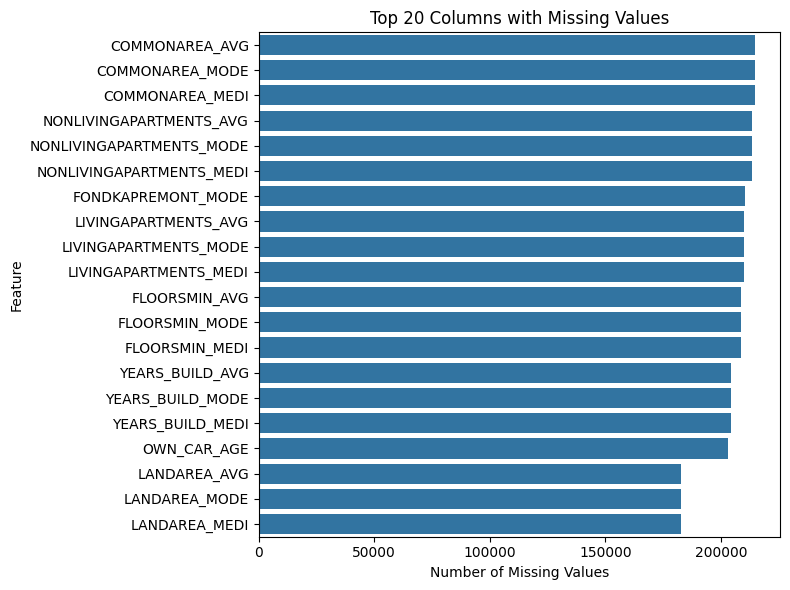 Top 20 Columns with Missing Values
Feature
COMMONAREA_AVG
COMMONAREA_MODE
COMMONAREA_MEDI
NONLIVINGAPARTMENTS_AVG
NONLIVINGAPARTMENTS_MODE
NONLIVINGAPARTMENTS_MEDI
FONDKAPREMONT_MODE
LIVINGAPARTMENTS_AVG
LIVINGAPARTMENTS_MODE
LIVINGAPARTMENTS_MEDI
FLOORSMIN_AVG
FLOORSMIN_MODE
FLOORSMIN_MEDI
YEARS_BUILD_AVG
YEARS_BUILD_MODE
YEARS_BUILD_MEDI
OWN_CAR_AGE
LANDAREA_AVG
LANDAREA_MODE
LANDAREA_MEDI
0 50000 100000 150000 200000
Number of Missing Values